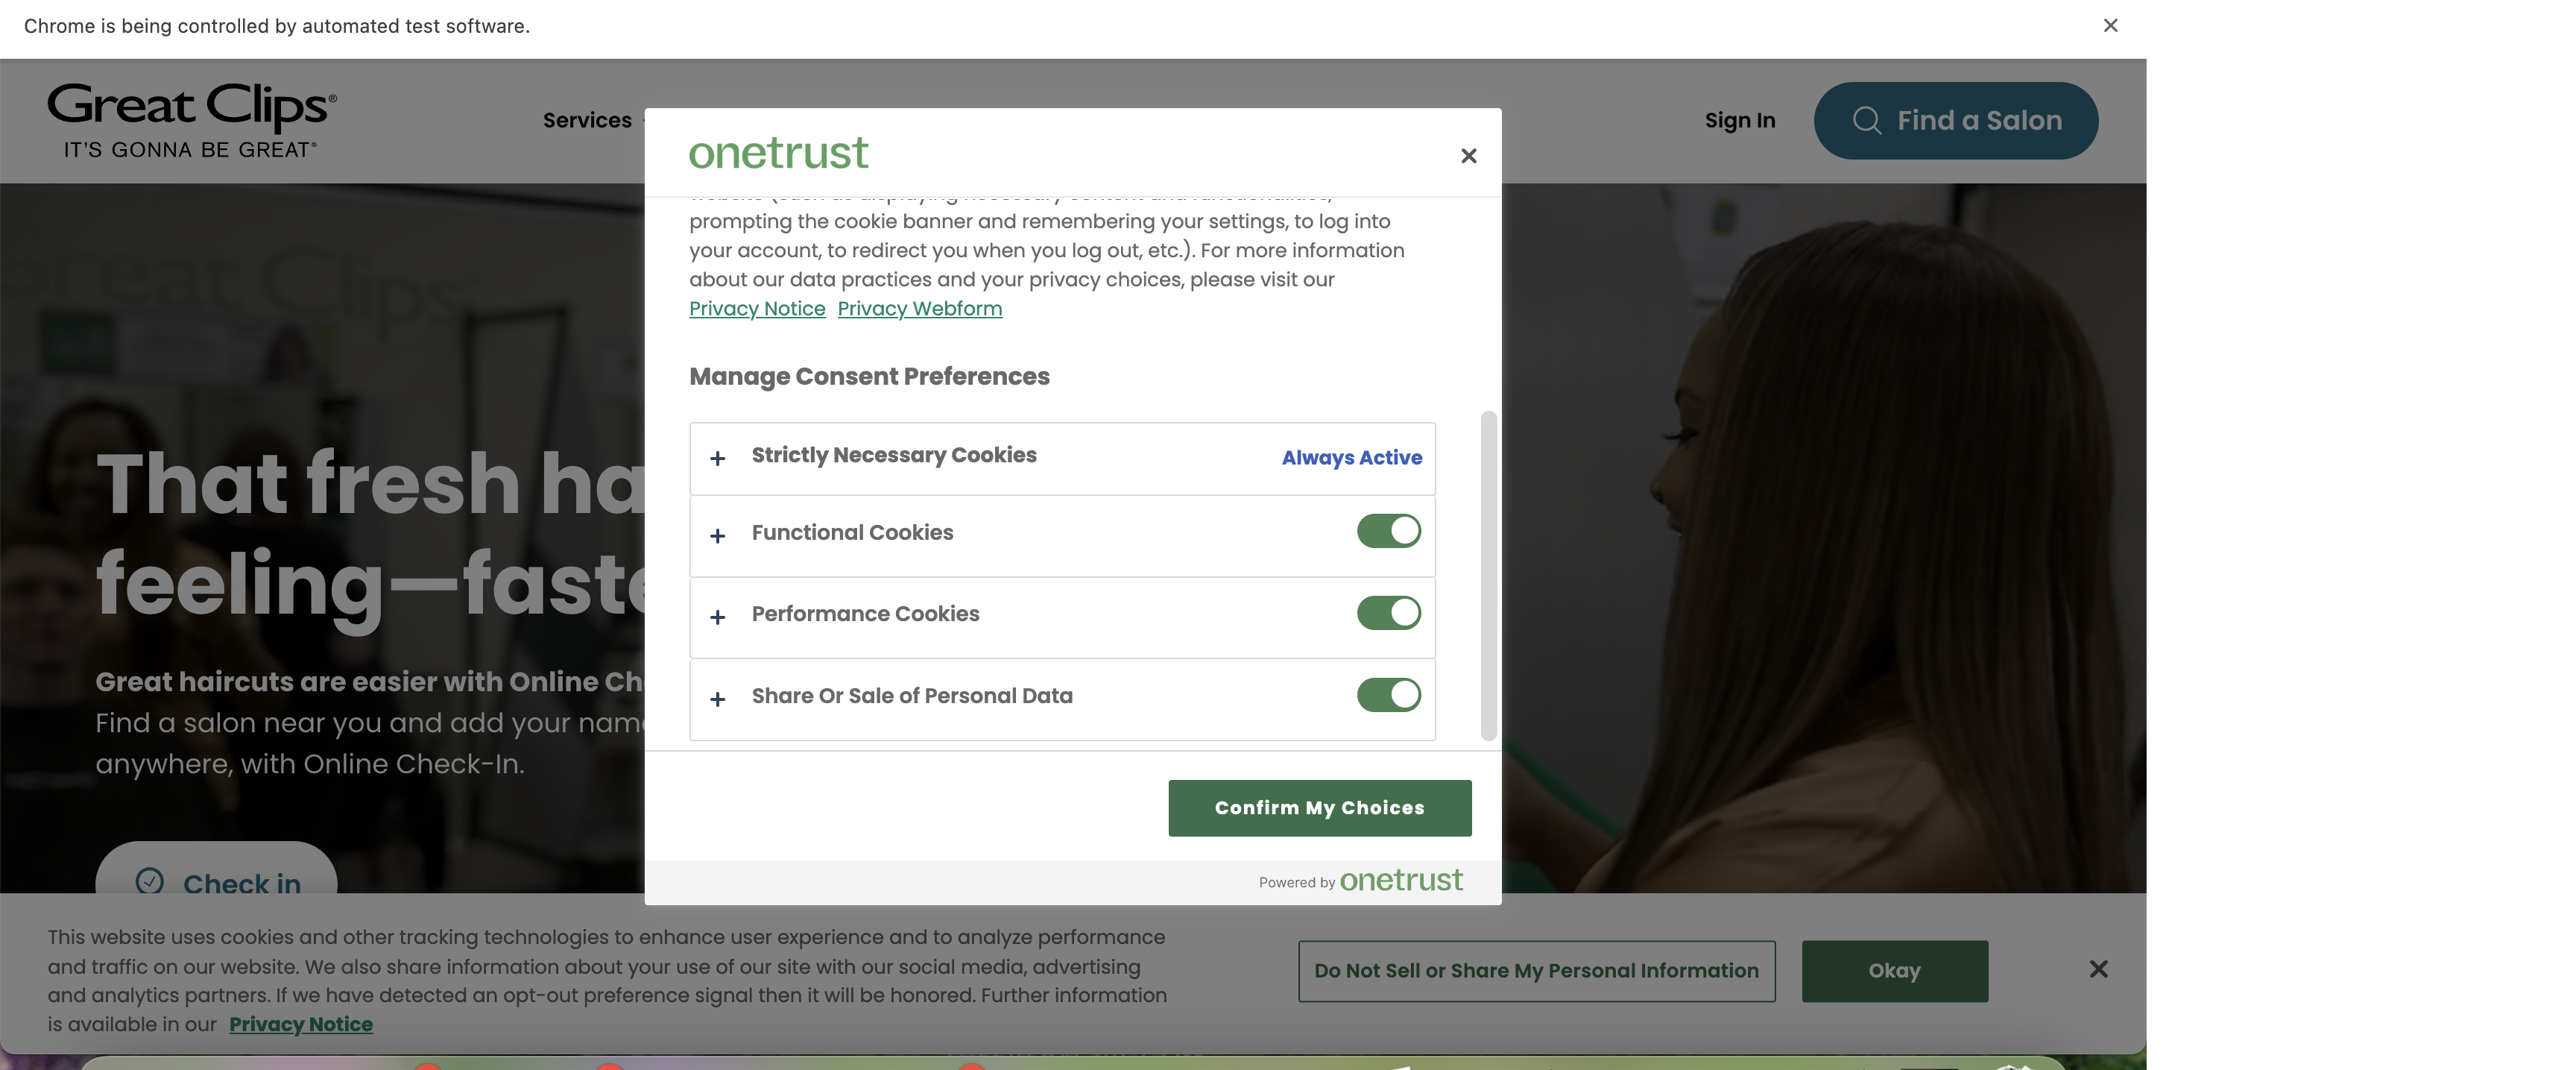 Chrome is being controlled by automated test software.
Great Clips®
IT'S GONNA BE GREAT®
Services
Sign In
Find a Salon
onetrust
prompting the cookie banner and remembering your settings, to log into
your account, to redirect you when you log out, etc.). For more information
about our data practices and your privacy choices, please visit our
Privacy Notice Privacy Webform
Manage Consent Preferences
Strictly Necessary Cookies
Always Active
Functional Cookies
Performance Cookies
Share Or Sale of Personal Data
Confirm My Choices
Powered by onetrust
Great Clips
That fresh ha
feeling—faste
Great haircuts are easier with Online Ch
Find a salon near you and add your name
anywhere, with Online Check-In.
Check in
This website uses cookies and other tracking technologies to enhance user experience and to analyze performance
and traffic on our website. We also share information about your use of our site with our social media, advertising
and analytics partners. If we have detected an opt-out preference signal then it will be honored. Further information
is available in our Privacy Notice
Do Not Sell or Share My Personal Information
Okay